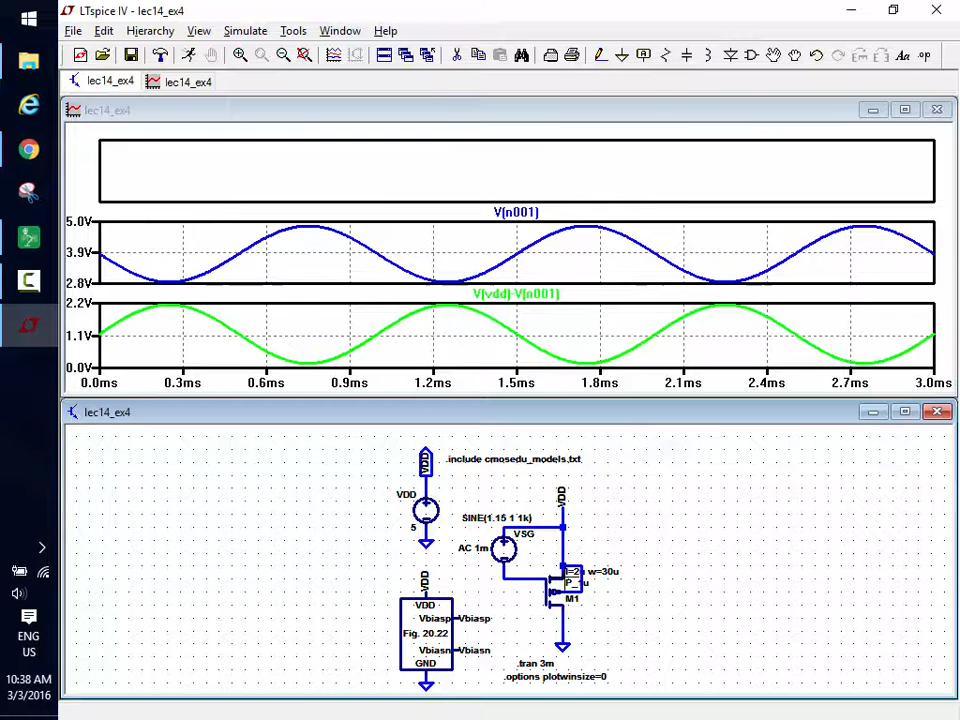 LTspice IV - lec14_ex4
File Edit Hierarchy View Simulate Tools Window Help
Aa .op
lec14_ex4 lec14_ex4
lec14_ex4
V(n001)
5.0V
3.9V
2.8V
V(vdd)-V(n001)
2.2V
1.1V
0.0V
0.0ms 0.3ms 0.6ms 0.9ms 1.2ms 1.5ms 1.8ms 2.1ms 2.4ms 2.7ms 3.0ms
lec14_ex4
VDD
.include cmosedu_models.txt
VDD
VDD
SINE(1.15 1 1k)
5
VSG
AC 1m
VDD
l=2u w=30u
P_1u
M1
VDD
Vbiasp Vbiasp
Fig. 20.22
Vbiasn Vbiasn
GND
.tran 3m
.options plotwinsize=0
ENG
US
10:38 AM
3/3/2016